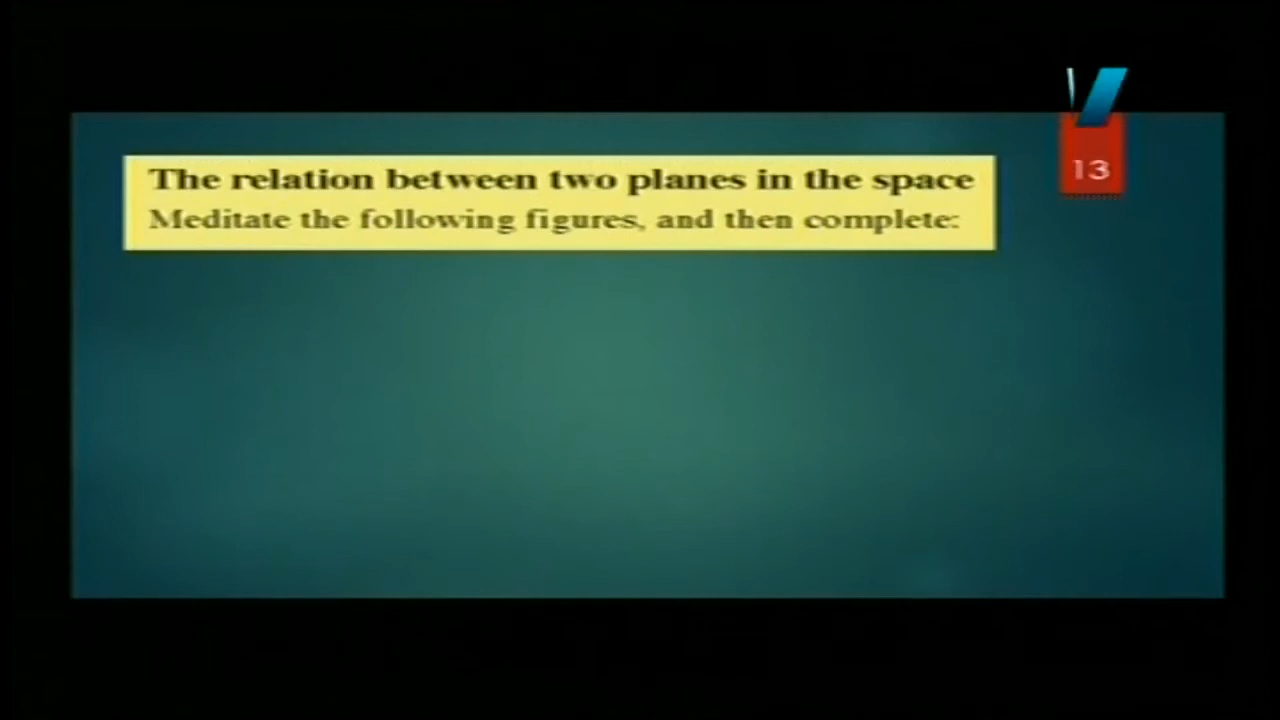 The relation between two planes in the space
Meditate the following figures, and then complete:
13